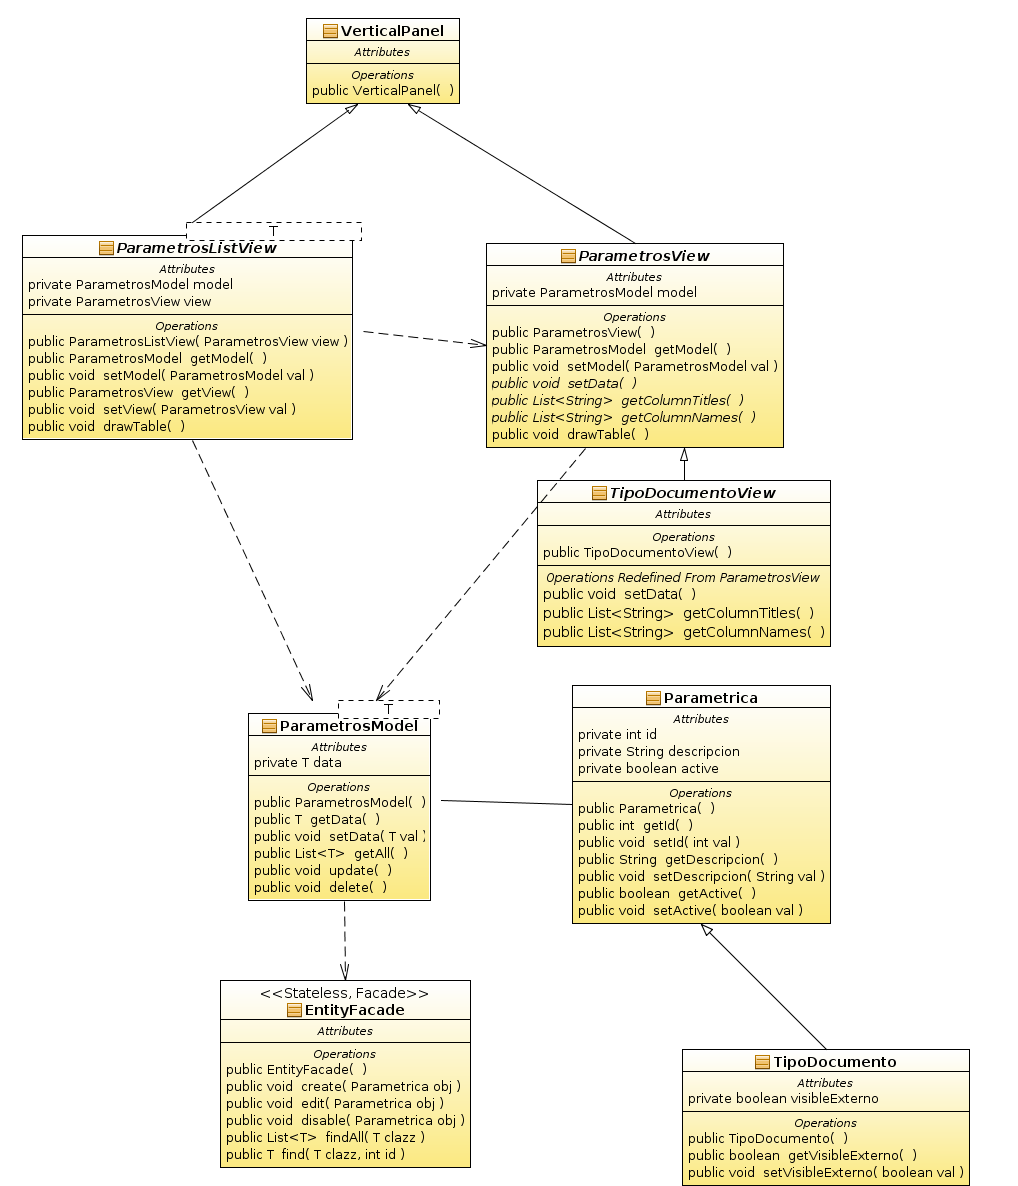 VerticalPanel
Attributes
Operations
public VerticalPanel(  )
T
ParametrosListView
Attributes
private ParametrosModel model
private ParametrosView view
Operations
public ParametrosListView( ParametrosView view )
public ParametrosModel  getModel(  )
public void  setModel( ParametrosModel val )
public ParametrosView  getView(  )
public void  setView( ParametrosView val )
public void  drawTable(  )
ParametrosView
Attributes
private ParametrosModel model
Operations
public ParametrosView(  )
public ParametrosModel  getModel(  )
public void  setModel( ParametrosModel val )
public void  setData(  )
public List<String>  getColumnTitles(  )
public List<String>  getColumnNames(  )
public void  drawTable(  )
TipoDocumentoView
Attributes
Operations
public TipoDocumentoView(  )
Operations Redefined From ParametrosView
public void  setData(  )
public List<String>  getColumnTitles(  )
public List<String>  getColumnNames(  )
T
ParametrosModel
Attributes
private T data
Operations
public ParametrosModel(  )
public T  getData(  )
public void  setData( T val )
public List<T>  getAll(  )
public void  update(  )
public void  delete(  )
Parametrica
Attributes
private int id
private String descripcion
private boolean active
Operations
public Parametrica(  )
public int  getId(  )
public void  setId( int val )
public String  getDescripcion(  )
public void  setDescripcion( String val )
public boolean  getActive(  )
public void  setActive( boolean val )
<<Stateless, Facade>>
EntityFacade
Attributes
Operations
public EntityFacade(  )
public void  create( Parametrica obj )
public void  edit( Parametrica obj )
public void  disable( Parametrica obj )
public List<T>  findAll( T clazz )
public T  find( T clazz, int id )
TipoDocumento
Attributes
private boolean visibleExterno
Operations
public TipoDocumento(  )
public boolean  getVisibleExterno(  )
public void  setVisibleExterno( boolean val )